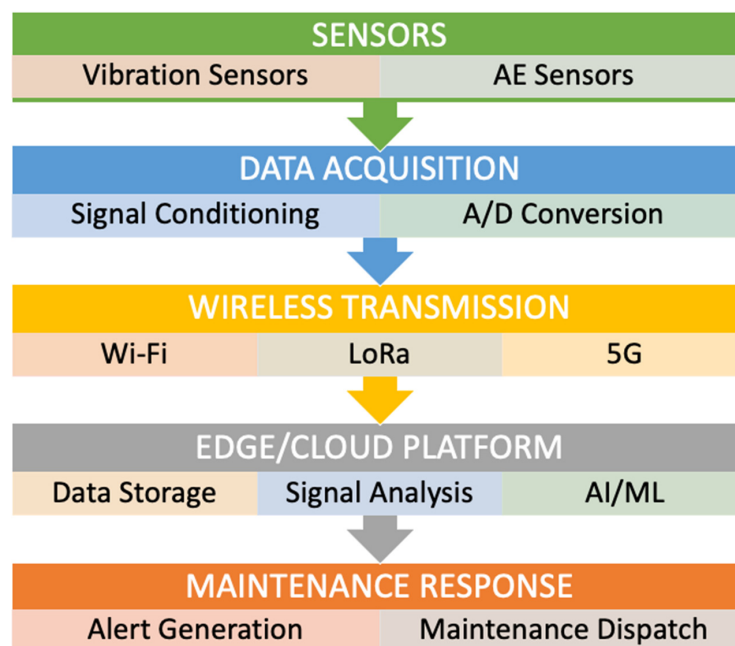 SENSORS
Vibration Sensors AE Sensors
DATA ACQUISITION
Signal Conditioning A/D Conversion
WIRELESS TRANSMISSION
Wi-Fi LoRa 5G
EDGE/CLOUD PLATFORM
Data Storage Signal Analysis AI/ML
MAINTENANCE RESPONSE
Alert Generation Maintenance Dispatch